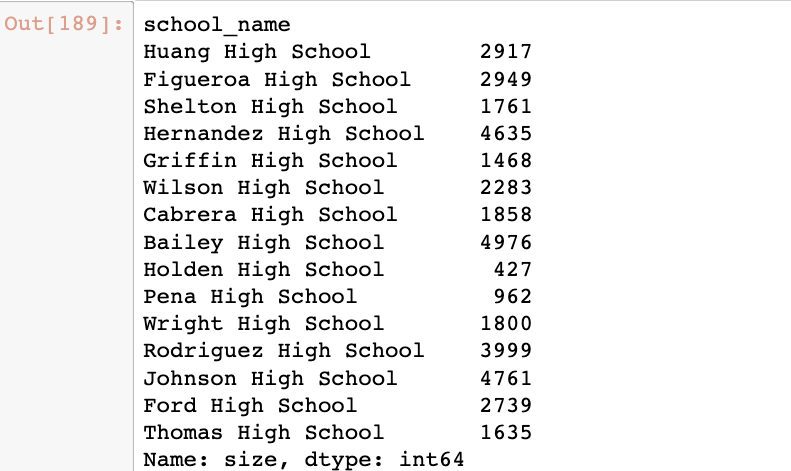 Out[189]: school_name
Huang High School 2917
Figueroa High School 2949
Shelton High School 1761
Hernandez High School 4635
Griffin High School 1468
Wilson High School 2283
Cabrera High School 1858
Bailey High School 4976
Holden High School 427
Pena High School 962
Wright High School 1800
Rodriguez High School 3999
Johnson High School 4761
Ford High School 2739
Thomas High School 1635
Name: size, dtype: int64